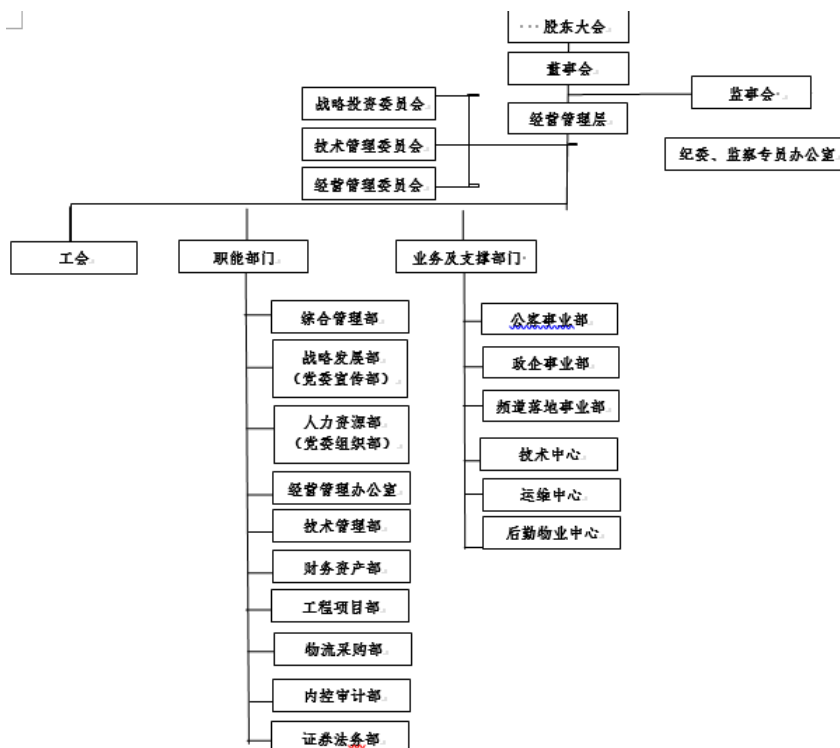 股东大会
董事会
监事会
战略投资委员会
经营管理层
技术管理委员会
纪委、监察专员办公室
经营管理委员会
工会
职能部门
业务及支撑部门
综合管理部
战略发展部
(党委宣传部)
人力资源部
(党委组织部)
经营管理办公室
技术管理部
财务资产部
工程项目部
物流采购部
内控审计部
证券法务部
公客事业部
政企事业部
频道落地事业部
技术中心
运维中心
后勤物业中心